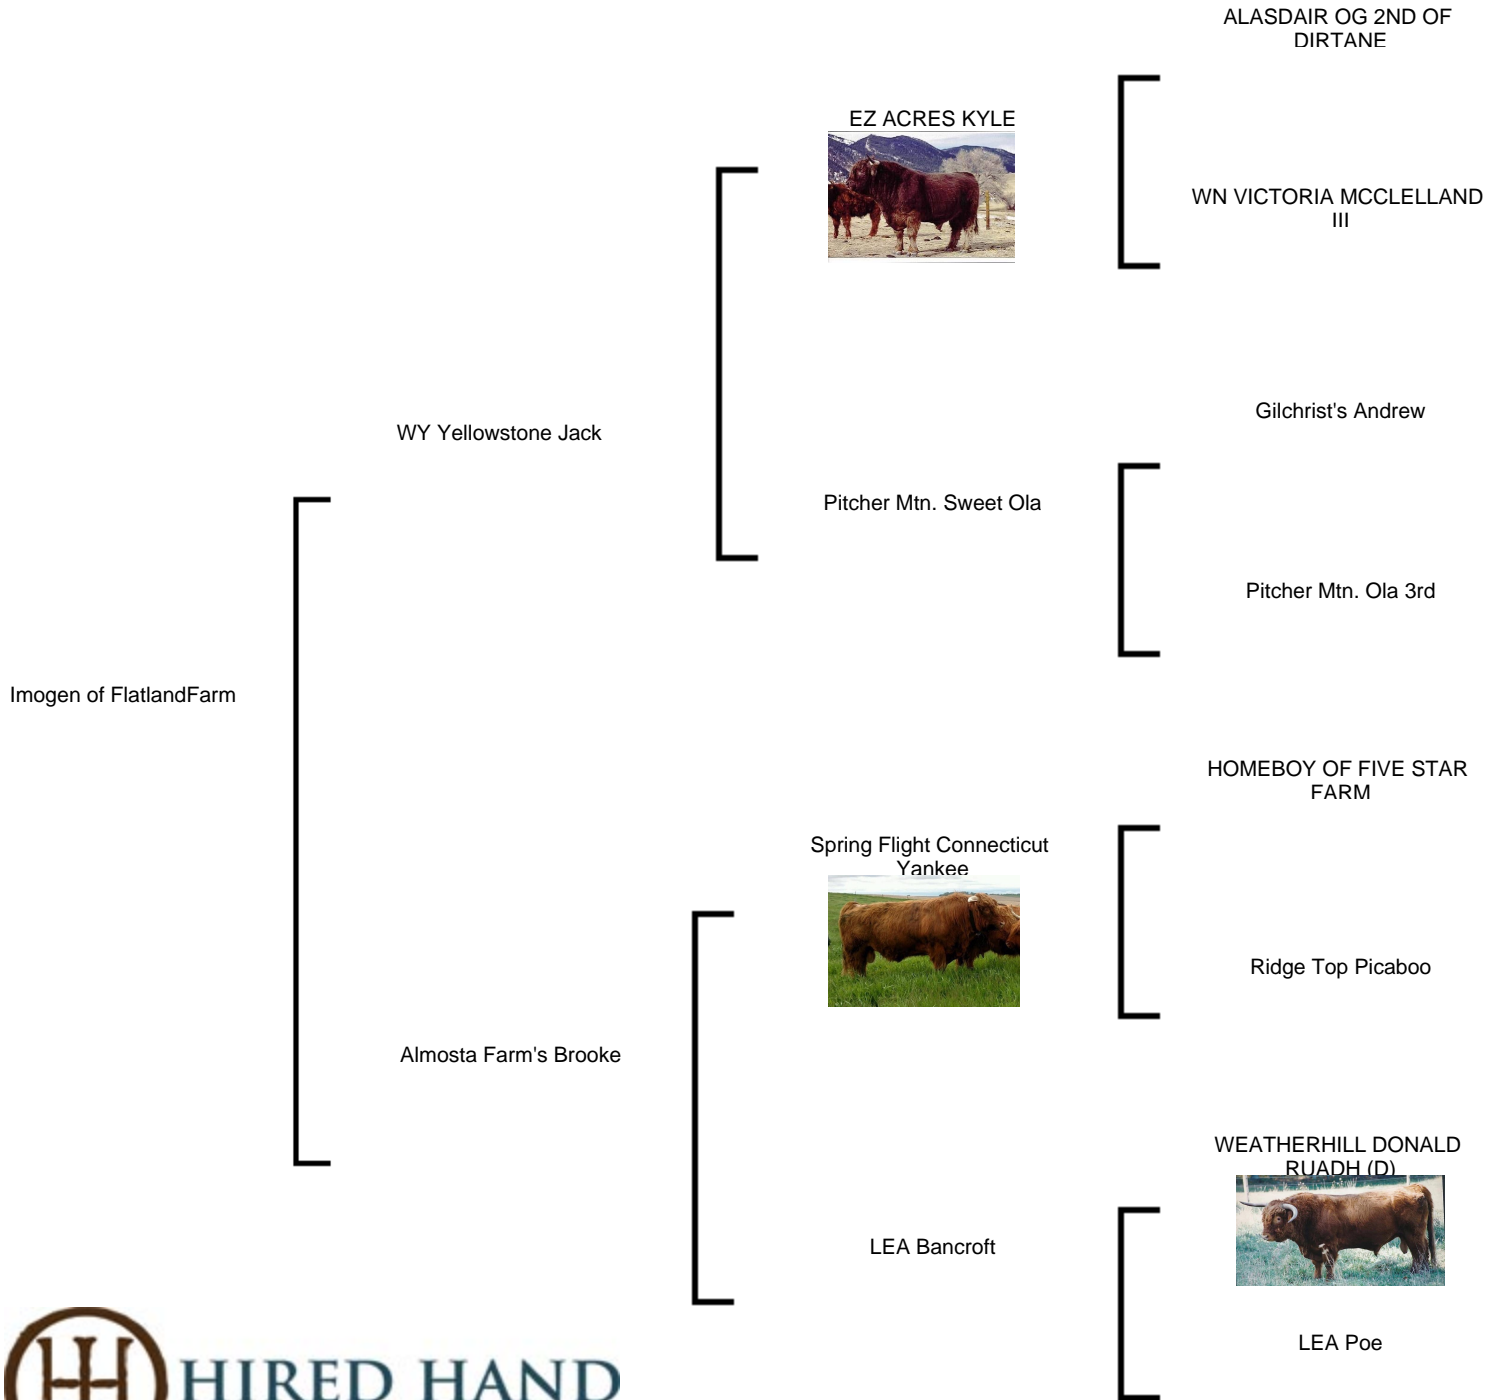 ALASDAIR OG 2ND OF
DIRTANE
EZ ACRES KYLE
WN VICTORIA MCCLELLAND
III
Gilchrist's Andrew
WY Yellowstone Jack
Pitcher Mtn. Sweet Ola
Pitcher Mtn. Ola 3rd
Imogen of FlatlandFarm
HOMEBOY OF FIVE STAR
FARM
Spring Flight Connecticut
Yankee
Ridge Top Picaboo
Almosta Farm's Brooke
WEATHERHILL DONALD
RUADH (D)
LEA Bancroft
LEA Poe
HIRED HAND